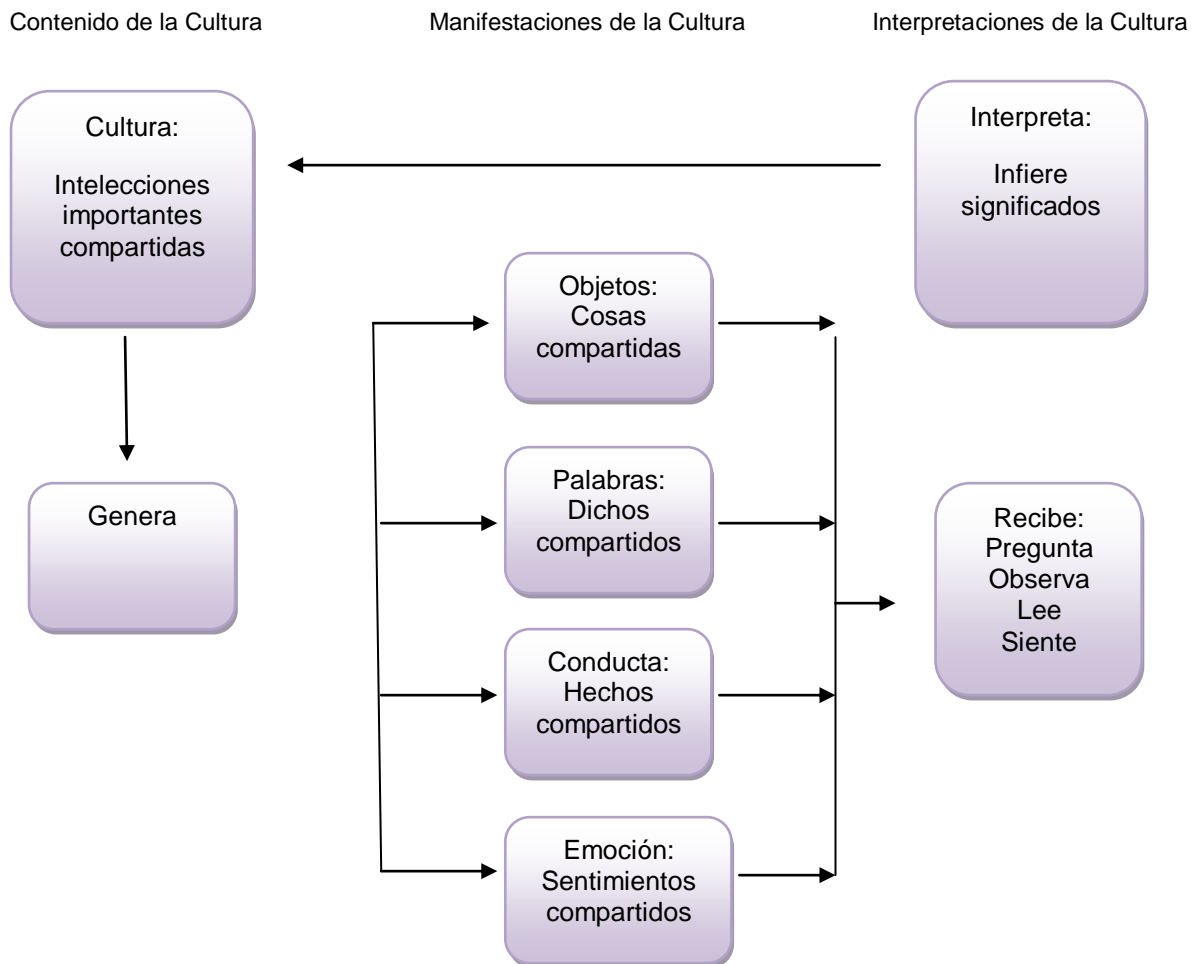 Contenido de la Cultura
Manifestaciones de la Cultura
Interpretaciones de la Cultura
Cultura:
Intelecciones
importantes
compartidas
Genera
Objetos:
Cosas
compartidas
Palabras:
Dichos
compartidos
Conducta:
Hechos
compartidos
Emoción:
Sentimientos
compartidos
Interpreta:
Infiere
significados
Recibe:
Pregunta
Observa
Lee
Siente